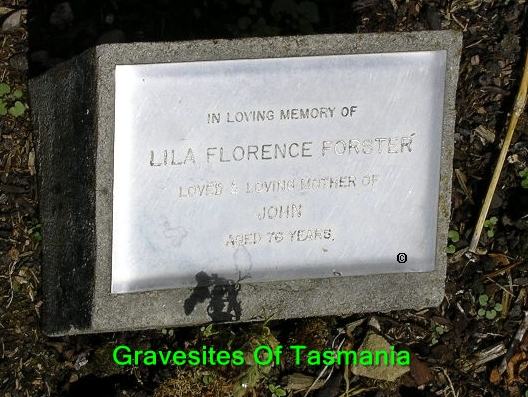 IN LOVING MEMORY OF
LILA FLORENCE FORSTER
LOVED & LOVING MOTHER OF
JOHN
AGED 76 YEARS.
©
Gravesites Of Tasmania